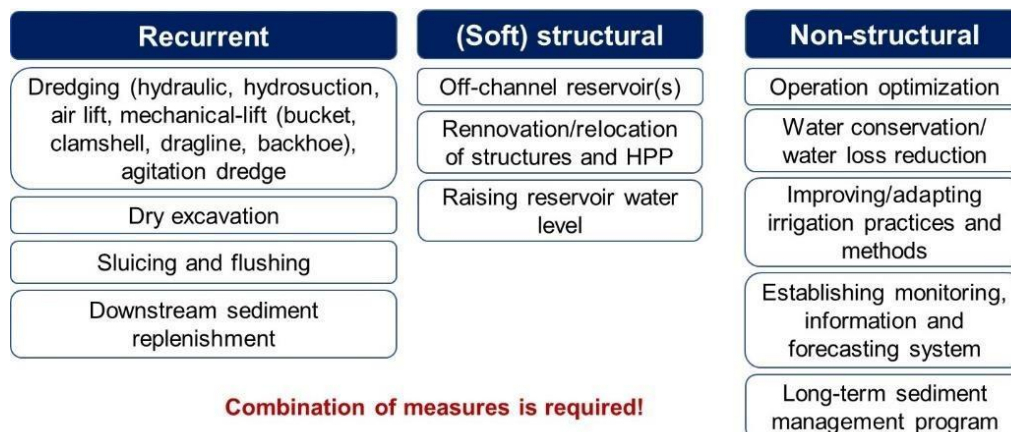 Recurrent
Dredging (hydraulic, hydrosuction,
air lift, mechanical-lift (bucket,
clamshell, dragline, backhoe),
agitation dredge
Dry excavation
Sluicing and flushing
Downstream sediment
replenishment
(Soft) structural
Off-channel reservoir(s)
Rennovation/relocation
of structures and HPP
Raising reservoir water
level
Non-structural
Operation optimization
Water conservation/
water loss reduction
Improving/adapting
irrigation practices and
methods
Establishing monitoring,
information and
forecasting system
Long-term sediment
management program
Combination of measures is required!